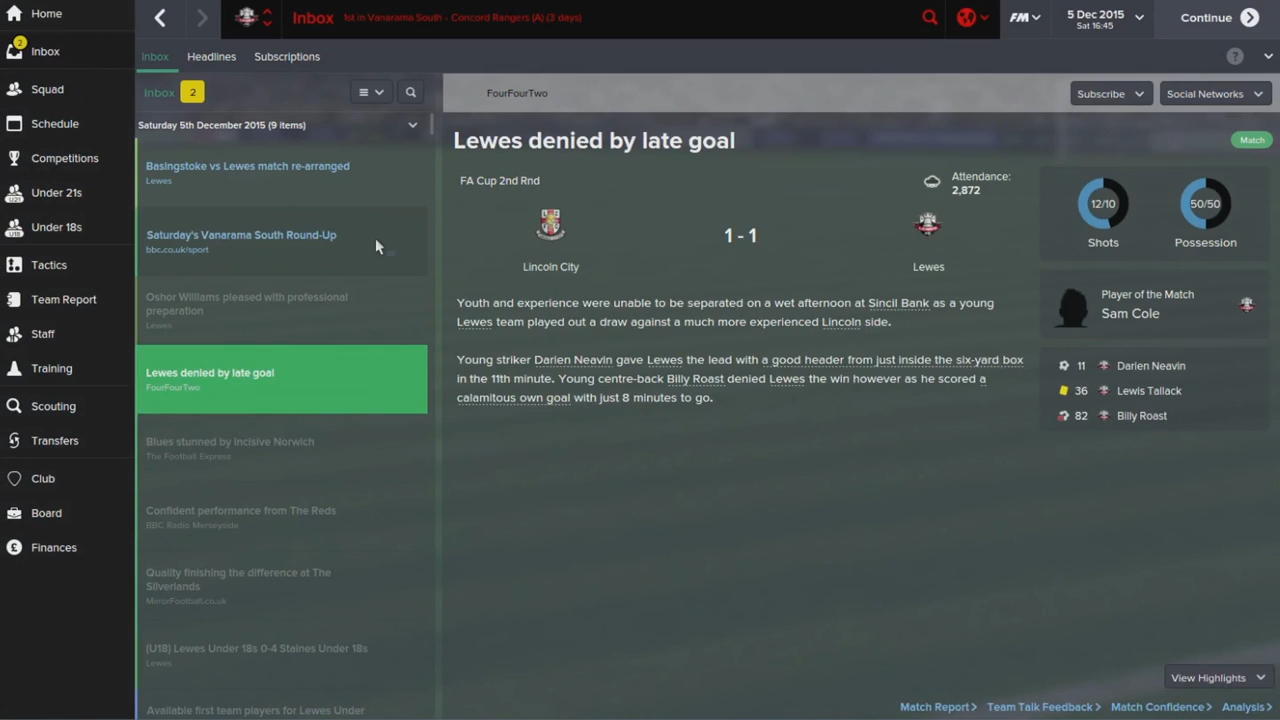 Home
Inbox
1st in Vanarama South - Concord Rangers (A) (3 days)
FM
5 Dec 2015
Sat 16:45
Continue
2
Inbox
Squad
Schedule
Competitions
U21
Under 21s
U18
Under 18s
Tactics
Team Report
Staff
Training
Scouting
Transfers
Club
Board
£
Finances
Inbox
Headlines
Subscriptions
?
Inbox
2
Saturday 5th December 2015 (9 items)
Basingstoke vs Lewes match re-arranged
Lewes
Saturday's Vanarama South Round-Up
bbc.co.uk/sport
Oshor Williams pleased with professional
preparation
Lewes
Lewes denied by late goal
FourFourTwo
Blues stunned by Incisive Norwich
The Football Express
Confident performance from The Reds
BBC Radio Merseyside
Quality finishing the difference at The
Silverlands
MirrorFootball.co.uk
(U18) Lewes Under 18s 0-4 Staines Under 18s
Lewes
Available first team players for Lewes Under
FourFourTwo
Subscribe
Social Networks
Lewes denied by late goal
Match
FA Cup 2nd Rnd
Attendance:
2,872
1 - 1
Lincoln City
Lewes
12/10
50/50
Shots
Possession
Player of the Match
Sam Cole
11 Darien Neavin
36 Lewis Tallack
82 Billy Roast
Youth and experience were unable to be separated on a wet afternoon at Sincil Bank as a young
Lewes team played out a draw against a much more experienced Lincoln side.
Young striker Darien Neavin gave Lewes the lead with a good header from just inside the six-yard box
in the 11th minute. Young centre-back Billy Roast denied Lewes the win however as he scored a
calamitous own goal with just 8 minutes to go.
View Highlights
Match Report
Team Talk Feedback
Match Confidence
Analysis